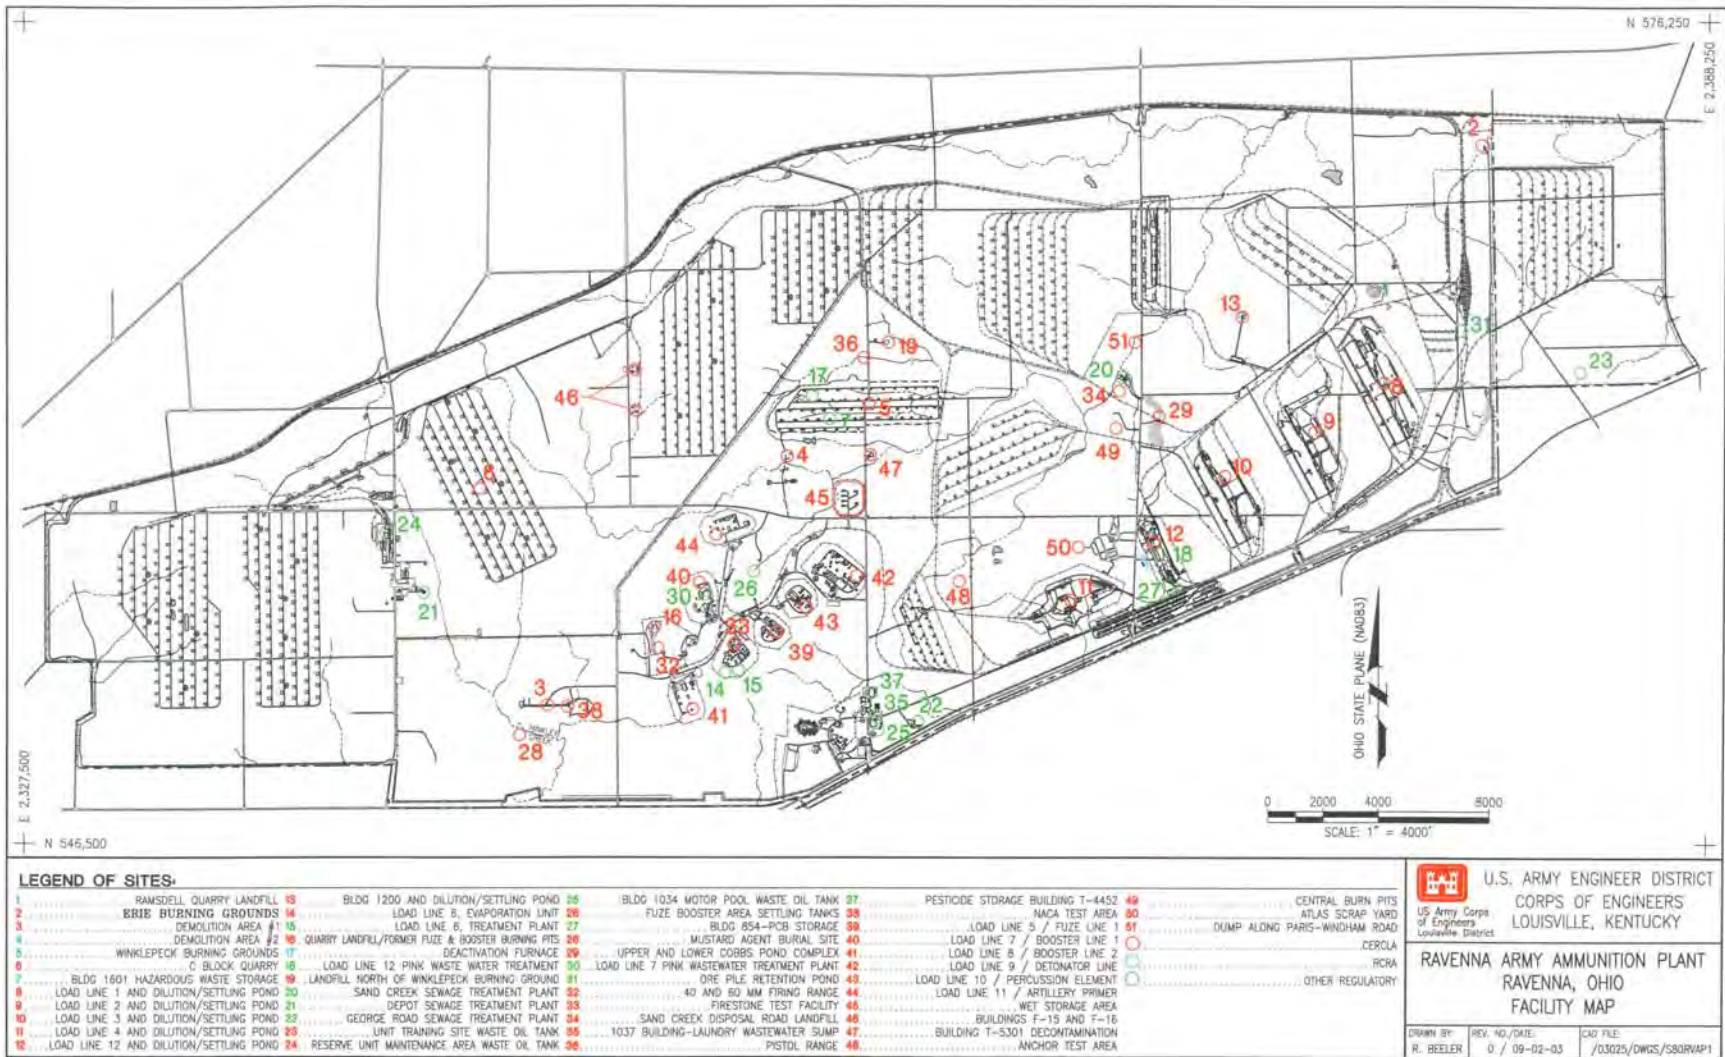 N 576,250
E 2,388,250
2
13
51
31
36
19
20
23
17
46
34
8
5
29
7
49
9
6
4
47
10
45
24
44
12
50
18
40
42
30
26
27
11
21
48
43
16
33
39
32
14
15
37
3
38
41
35
22
25
28
OHIO STATE PLANE (NAD83)
E 2,327,500
N 546,500
0 2000 4000 8000
SCALE: 1" = 4000'
LEGEND OF SITES:
1 RAMSDELL QUARRY LANDFILL
2 ERIE BURNING GROUNDS
3 DEMOLITION AREA #1
4 DEMOLITION AREA #2
5 WINKLEPECK BURNING GROUNDS
6 C BLOCK QUARRY
7 BLDG 1601 HAZARDOUS WASTE STORAGE
8 LOAD LINE 1 AND DILUTION/SETTLING POND
9 LOAD LINE 2 AND DILUTION/SETTLING POND
10 LOAD LINE 3 AND DILUTION/SETTLING POND
11 LOAD LINE 4 AND DILUTION/SETTLING POND
12 LOAD LINE 12 AND DILUTION/SETTLING POND
13 BLDG 1200 AND DILUTION/SETTLING POND
14 LOAD LINE 6, EVAPORATION UNIT
15 LOAD LINE 6, TREATMENT PLANT
16 QUARRY LANDFILL/FORMER FUZE & BOOSTER BURNING PITS
17 DEACTIVATION FURNACE
18 LOAD LINE 12 PINK WASTE WATER TREATMENT
19 LANDFILL NORTH OF WINKLEPECK BURNING GROUND
20 SAND CREEK SEWAGE TREATMENT PLANT
21 DEPOT SEWAGE TREATMENT PLANT
22 GEORGE ROAD SEWAGE TREATMENT PLANT
23 UNIT TRAINING SITE WASTE OIL TANK
24 RESERVE UNIT MAINTENANCE AREA WASTE OIL TANK
25 BLDG 1034 MOTOR POOL WASTE OIL TANK
26 FUZE BOOSTER AREA SETTLING TANKS
27 BLDG 854-PCB STORAGE
28 MUSTARD AGENT BURIAL SITE
29 UPPER AND LOWER COBBS POND COMPLEX
30 LOAD LINE 7 PINK WASTEWATER TREATMENT PLANT
31 ORE PILE RETENTION POND
32 40 AND 60 MM FIRING RANGE
33 FIRESTONE TEST FACILITY
34 SAND CREEK DISPOSAL ROAD LANDFILL
35 1037 BUILDING-LAUNDRY WASTEWATER SUMP
36 PISTOL RANGE
37 PESTICIDE STORAGE BUILDING T-4452
38 NACA TEST AREA
39 LOAD LINE 5 / FUZE LINE 1
40 LOAD LINE 7 / BOOSTER LINE 1
41 LOAD LINE 8 / BOOSTER LINE 2
42 LOAD LINE 9 / DETONATOR LINE
43 LOAD LINE 10 / PERCUSSION ELEMENT
44 LOAD LINE 11 / ARTILLERY PRIMER
45 WET STORAGE AREA
46 BUILDINGS F-15 AND F-16
47 BUILDING T-5301 DECONTAMINATION
48 ANCHOR TEST AREA
49 CENTRAL BURN PITS
50 ATLAS SCRAP YARD
51 DUMP ALONG PARIS-WINDHAM ROAD
CERCLA
RCRA
OTHER REGULATORY
US Army Corps
of Engineers
Louisville District
U.S. ARMY ENGINEER DISTRICT
CORPS OF ENGINEERS
LOUISVILLE, KENTUCKY
RAVENNA ARMY AMMUNITION PLANT
RAVENNA, OHIO
FACILITY MAP
DRAWN BY:
R. BEELER
REV. NO./DATE:
0 / 09-02-03
CAD FILE:
/D3025/DWGS/S80RVAP1